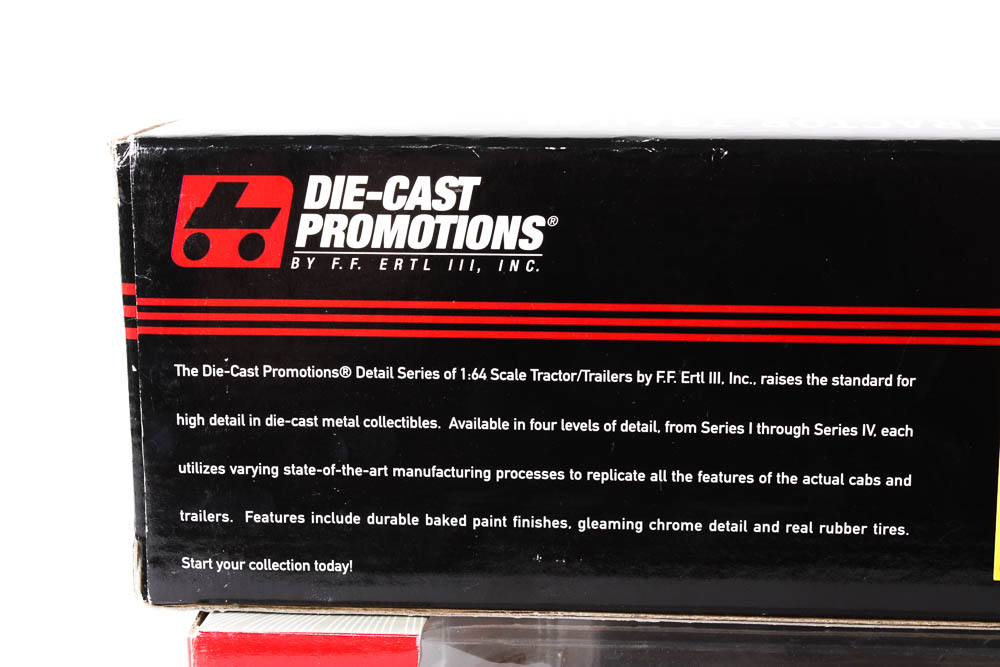 DIE-CAST
PROMOTIONS®
BY F.F. ERTL III, INC.
The Die-Cast Promotions® Detail Series of 1:64 Scale Tractor/Trailers by F.F. Ertl III, Inc., raises the standard for
high detail in die-cast metal collectibles. Available in four levels of detail, from Series I through Series IV, each
utilizes varying state-of-the-art manufacturing processes to replicate all the features of the actual cabs and
trailers. Features include durable baked paint finishes, gleaming chrome detail and real rubber tires.
Start your collection today!